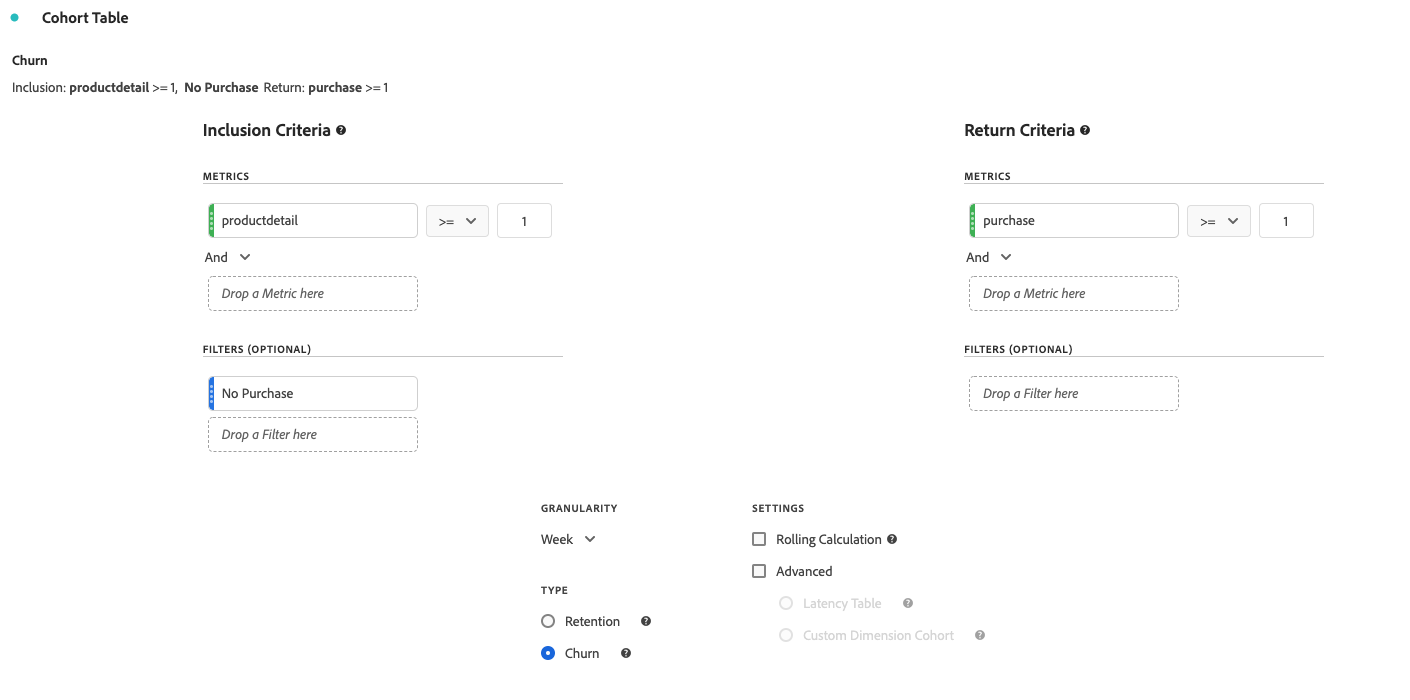 Cohort Table
Churn
Inclusion: productdetail >= 1, No Purchase Return: purchase >= 1
Inclusion Criteria ?
METRICS
productdetail >= 1
And
Drop a Metric here
FILTERS (OPTIONAL)
No Purchase
Drop a Filter here
Return Criteria ?
METRICS
purchase >= 1
And
Drop a Metric here
FILTERS (OPTIONAL)
Drop a Filter here
GRANULARITY
Week
TYPE
Retention ?
Churn ?
SETTINGS
Rolling Calculation ?
Advanced
Latency Table ?
Custom Dimension Cohort ?